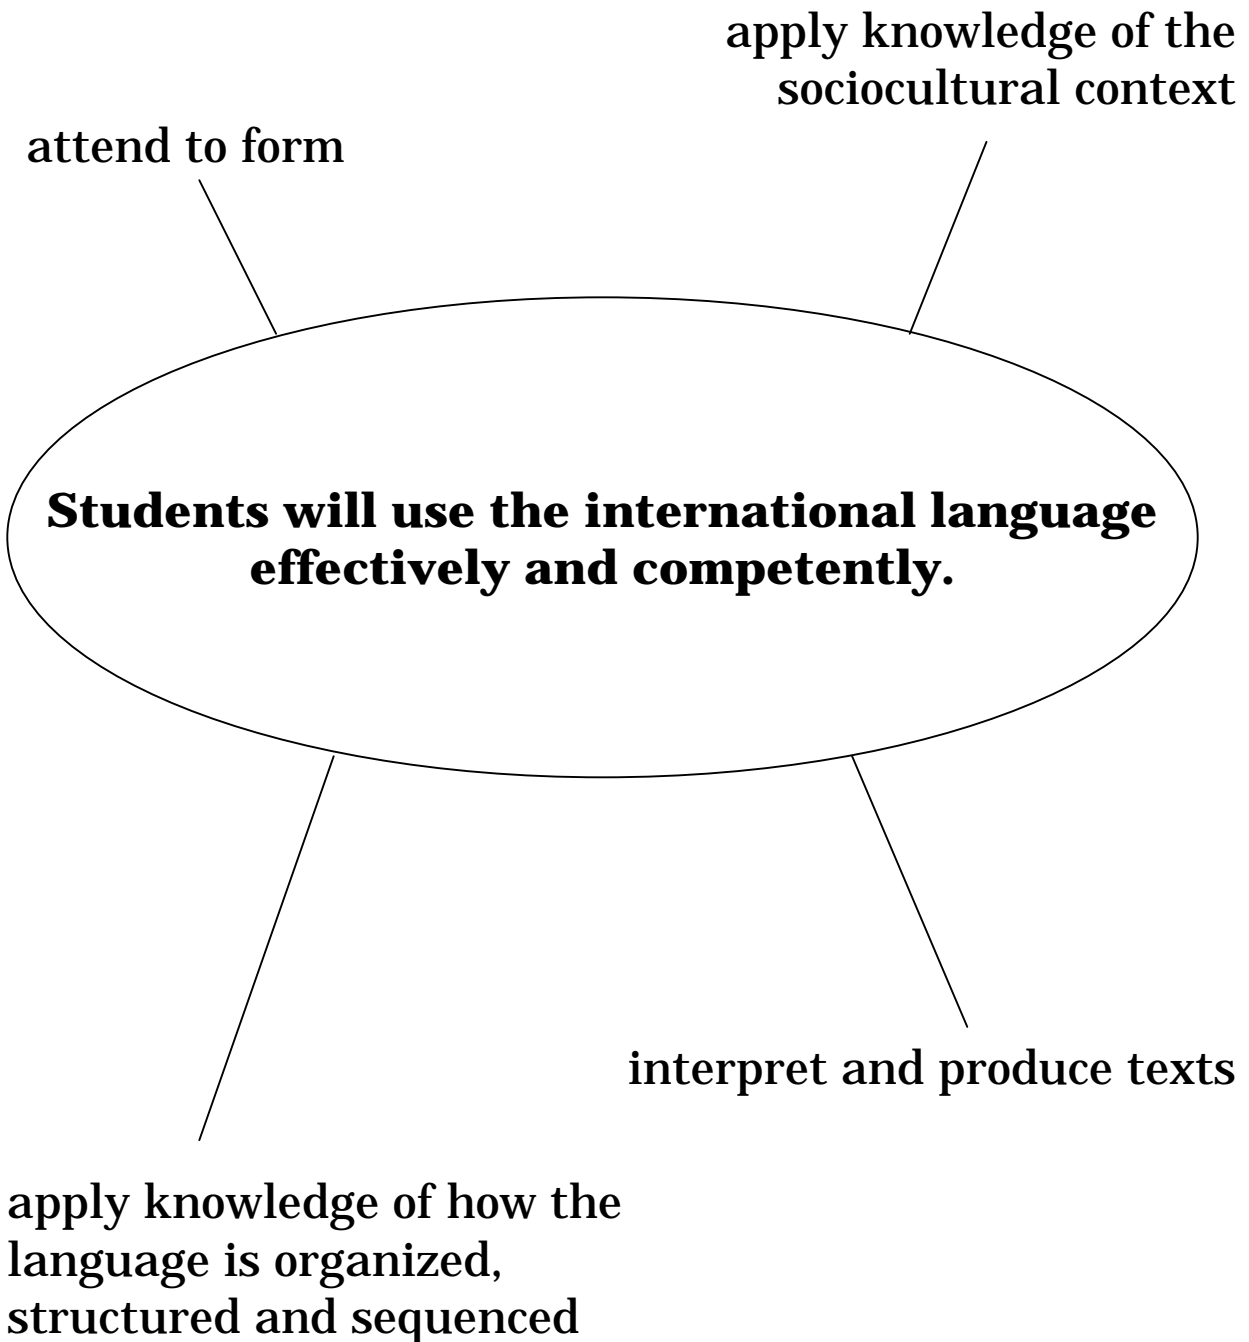 apply knowledge of the
sociocultural context
attend to form
Students will use the international language
effectively and competently.
interpret and produce texts
apply knowledge of how the
language is organized,
structured and sequenced